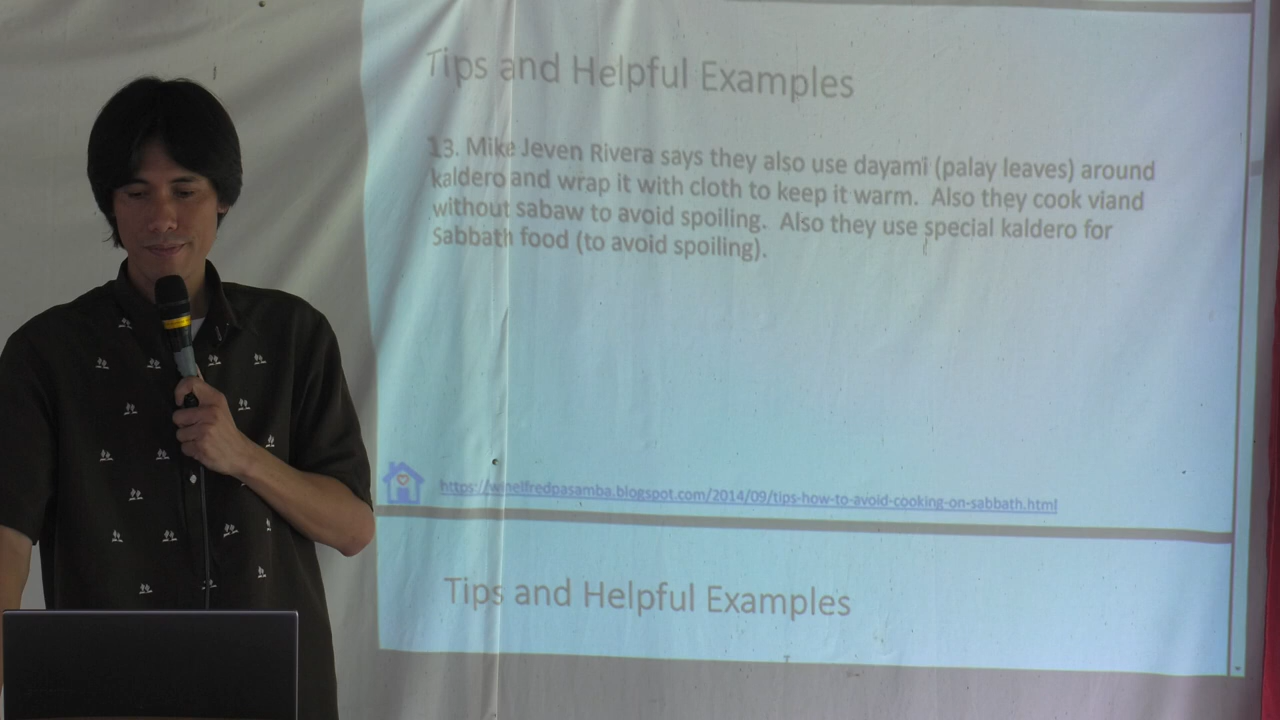 Tips and Helpful Examples
13. Mike Jeven Rivera says they also use dayami (palay leaves) around
kaldero and wrap it with cloth to keep it warm.  Also they cook viand
without sabaw to avoid spoiling.  Also they use special kaldero for
Sabbath food (to avoid spoiling).
https://winelfredpasamba.blogspot.com/2014/09/tips-how-to-avoid-cooking-on-sabbath.html
Tips and Helpful Examples